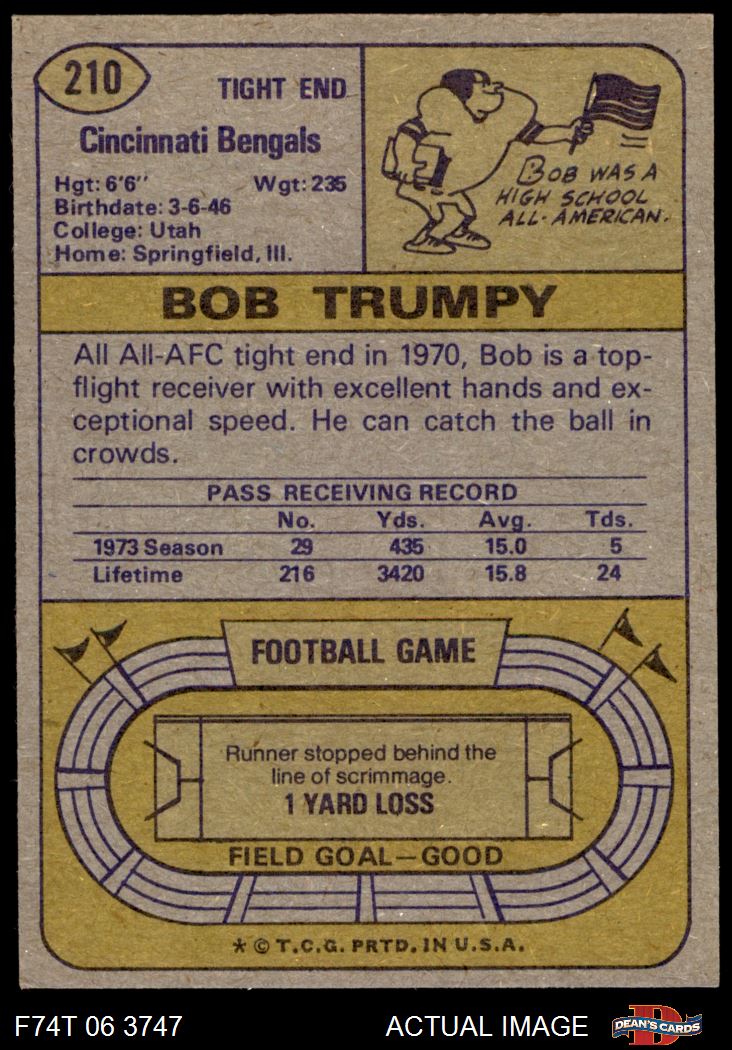 210
TIGHT END
Cincinnati Bengals
Hgt: 6'6" Wgt: 235
Birthdate: 3-6-46
College: Utah
Home: Springfield, Ill.
BOB WAS A
HIGH SCHOOL
ALL-AMERICAN.
BOB TRUMPY
All All-AFC tight end in 1970, Bob is a top-
flight receiver with excellent hands and ex-
ceptional speed. He can catch the ball in
crowds.
PASS RECEIVING RECORD
No. Yds. Avg. Tds.
1973 Season 29 435 15.0 5
Lifetime 216 3420 15.8 24
FOOTBALL GAME
Runner stopped behind the
line of scrimmage.
1 YARD LOSS
FIELD GOAL—GOOD
* © T.C.G. PRTD. IN U.S.A.
F74T 06 3747 ACTUAL IMAGE
D
DEAN'S CARDS